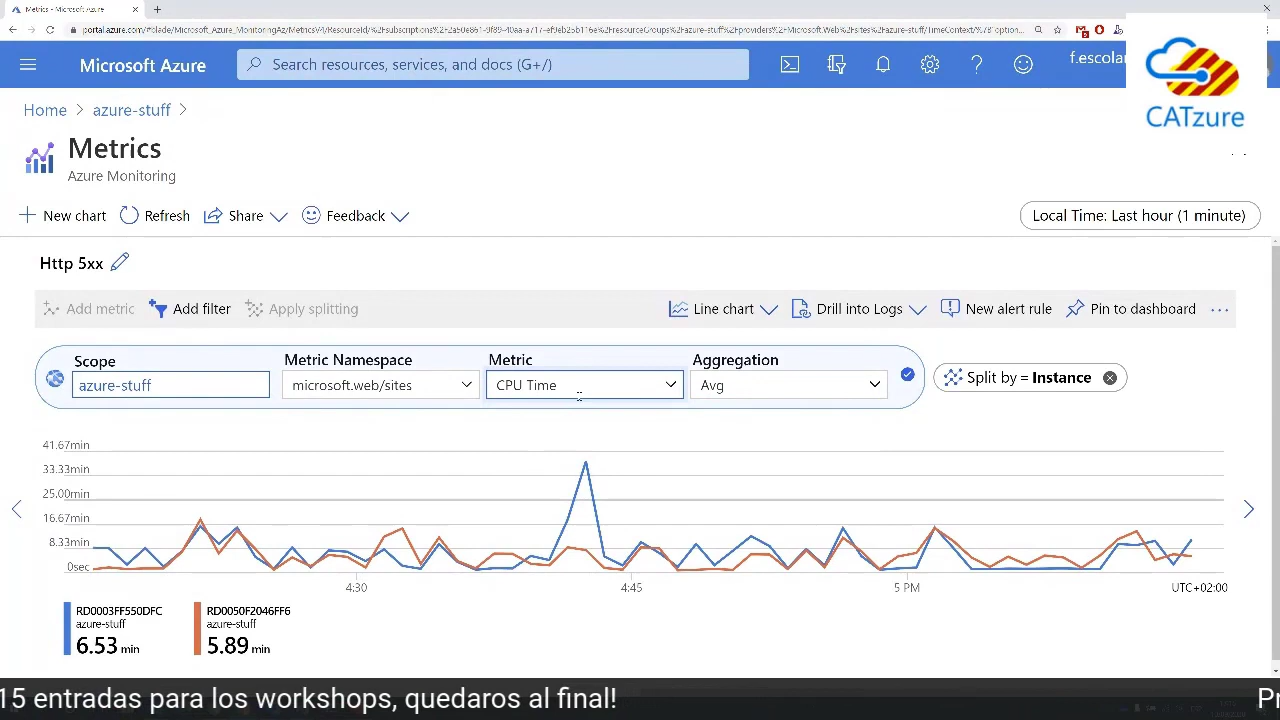 Metrics - Microsoft Azure
Microsoft Azure
Search resources, services, and docs (G+/)
f.escolar
CATzure
Home > azure-stuff >
Metrics
Azure Monitoring
New chart Refresh Share Feedback
Local Time: Last hour (1 minute)
Http 5xx
Add metric Add filter Apply splitting Line chart Drill into Logs New alert rule Pin to dashboard ...
Scope Metric Namespace Metric Aggregation
azure-stuff microsoft.web/sites CPU Time Avg Split by = Instance
41.67min
33.33min
25.00min
16.67min
8.33min
0sec
4:30 4:45 5 PM UTC+02:00
RD0003FF550DFC RD0050F2046FF6
azure-stuff azure-stuff
6.53 min 5.89 min
15 entradas para los workshops, quedaros al final! Pr